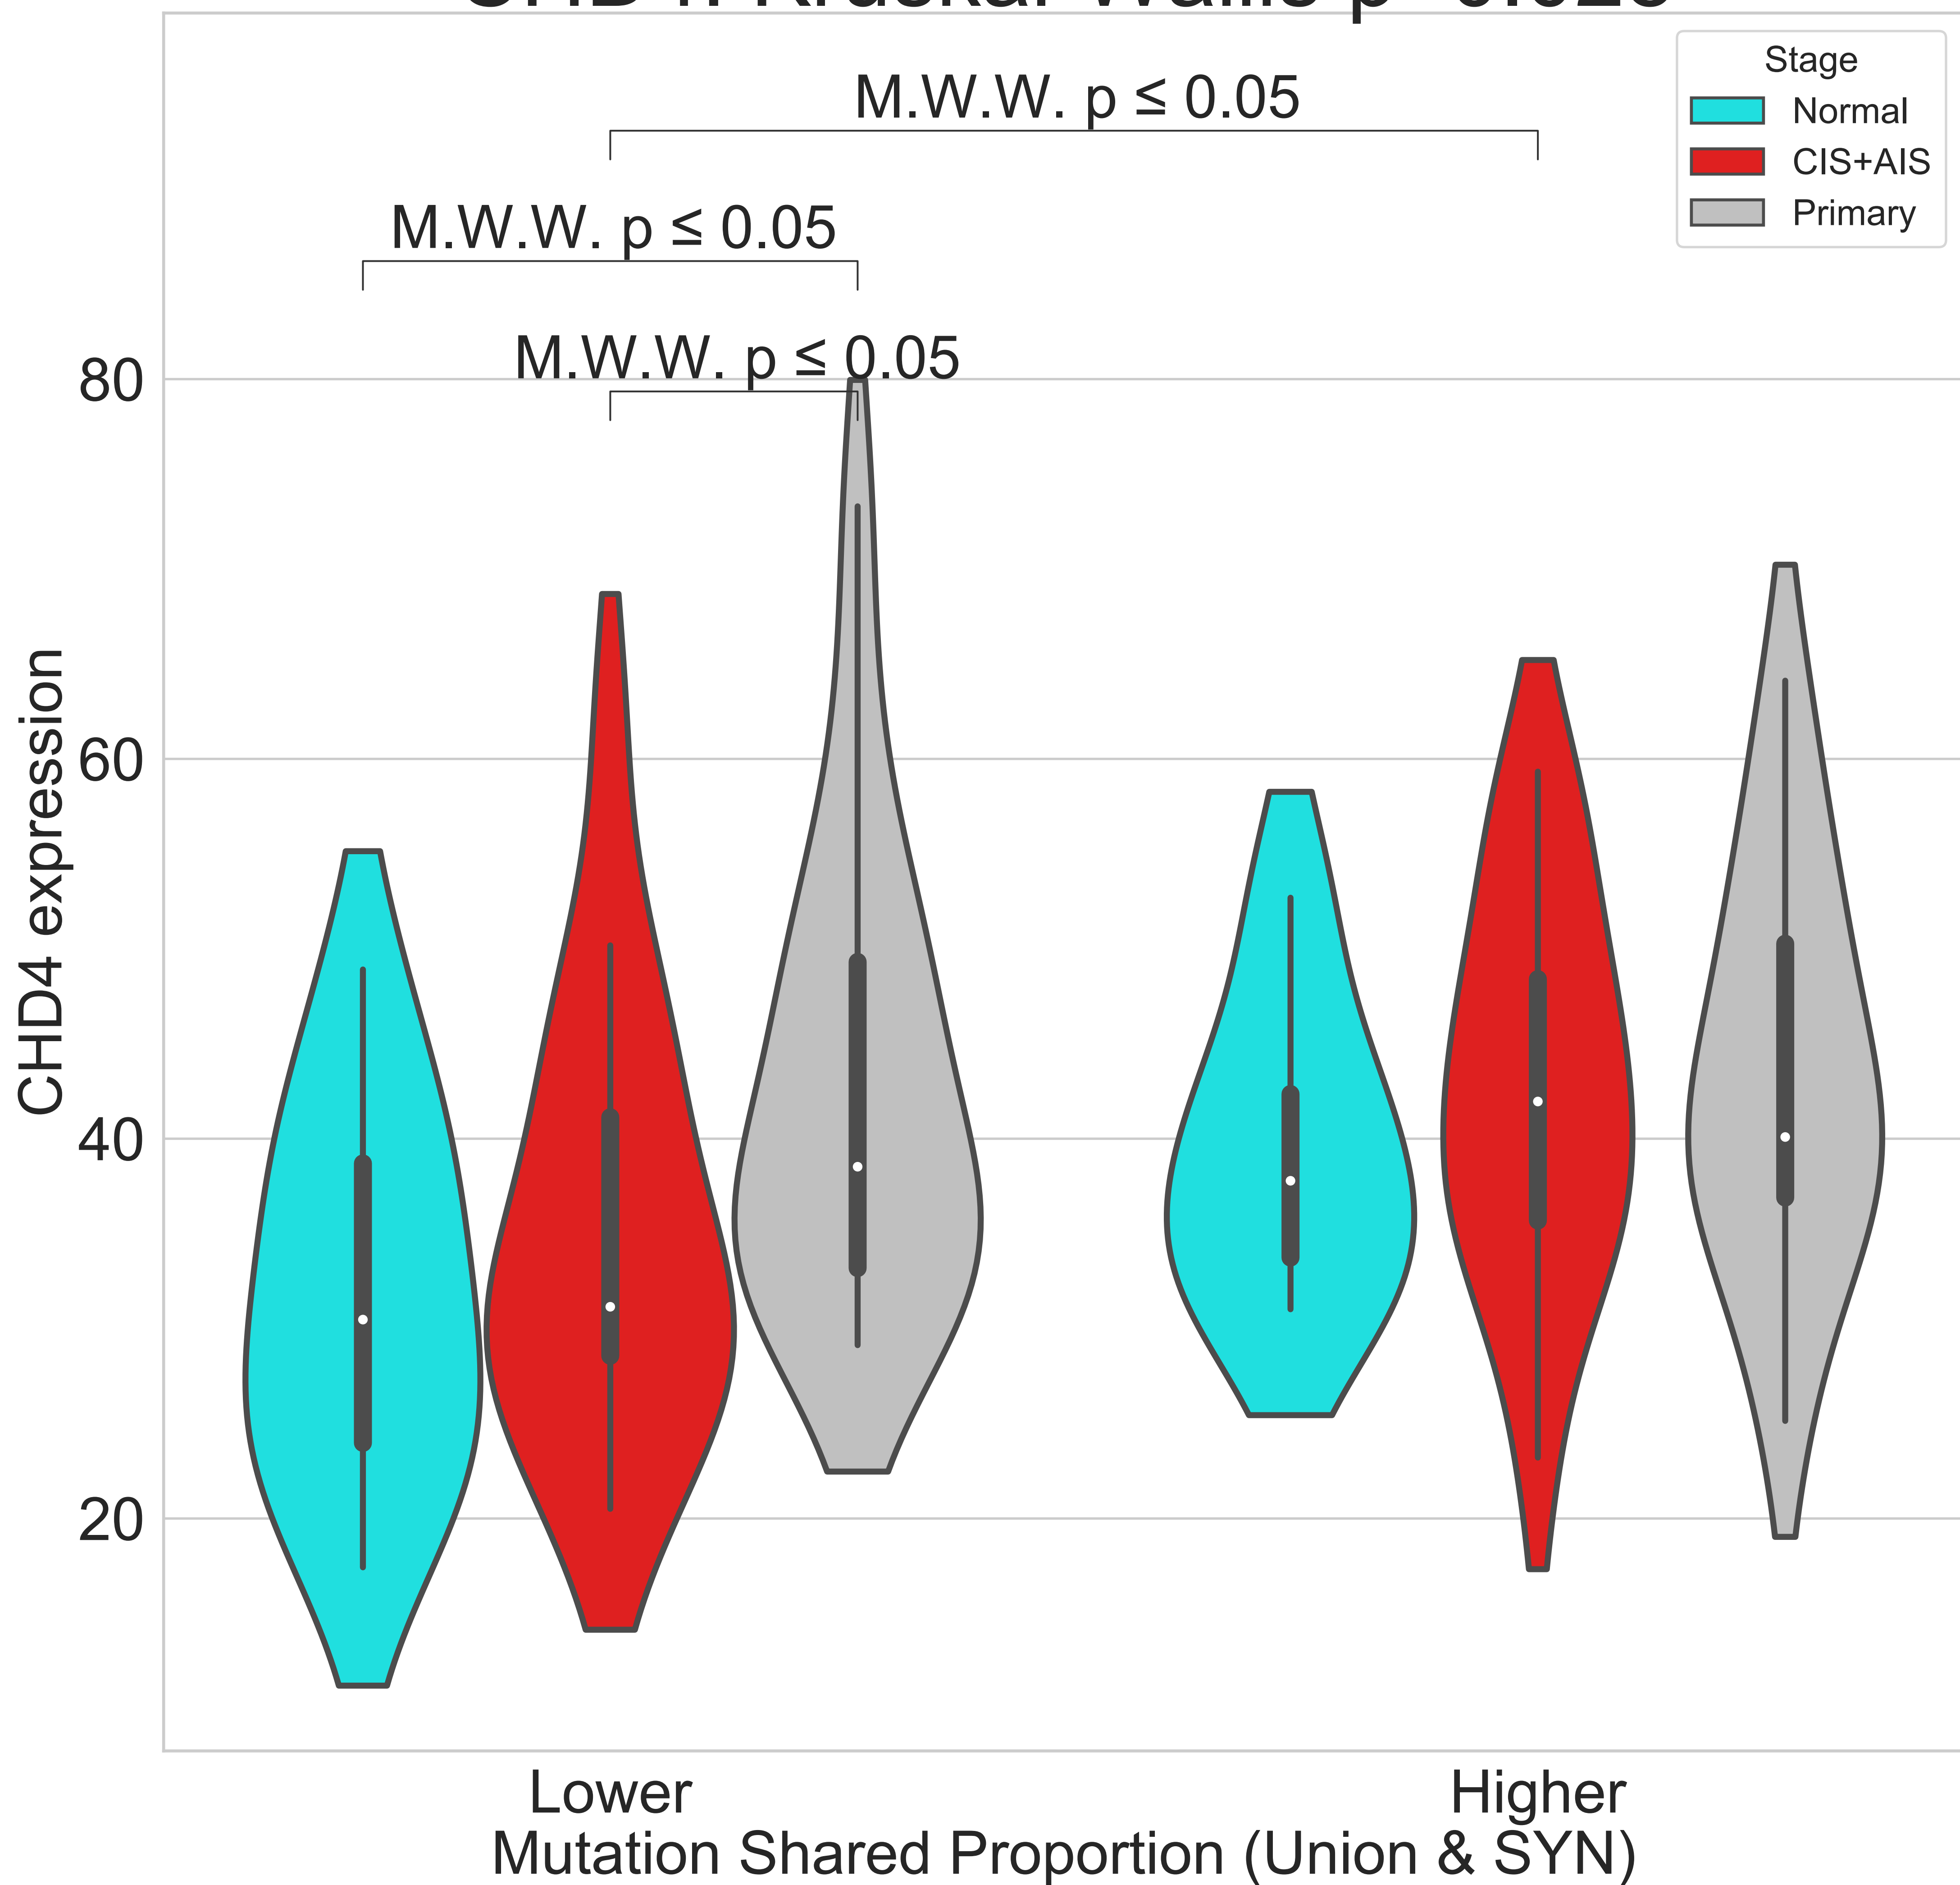 Stage
Normal
CIS+AIS
Primary
M.W.W. p ≤ 0.05
M.W.W. p ≤ 0.05
M.W.W. p ≤ 0.05
80
60
40
20
CHD4 expression
Lower
Higher
Mutation Shared Proportion (Union & SYN)